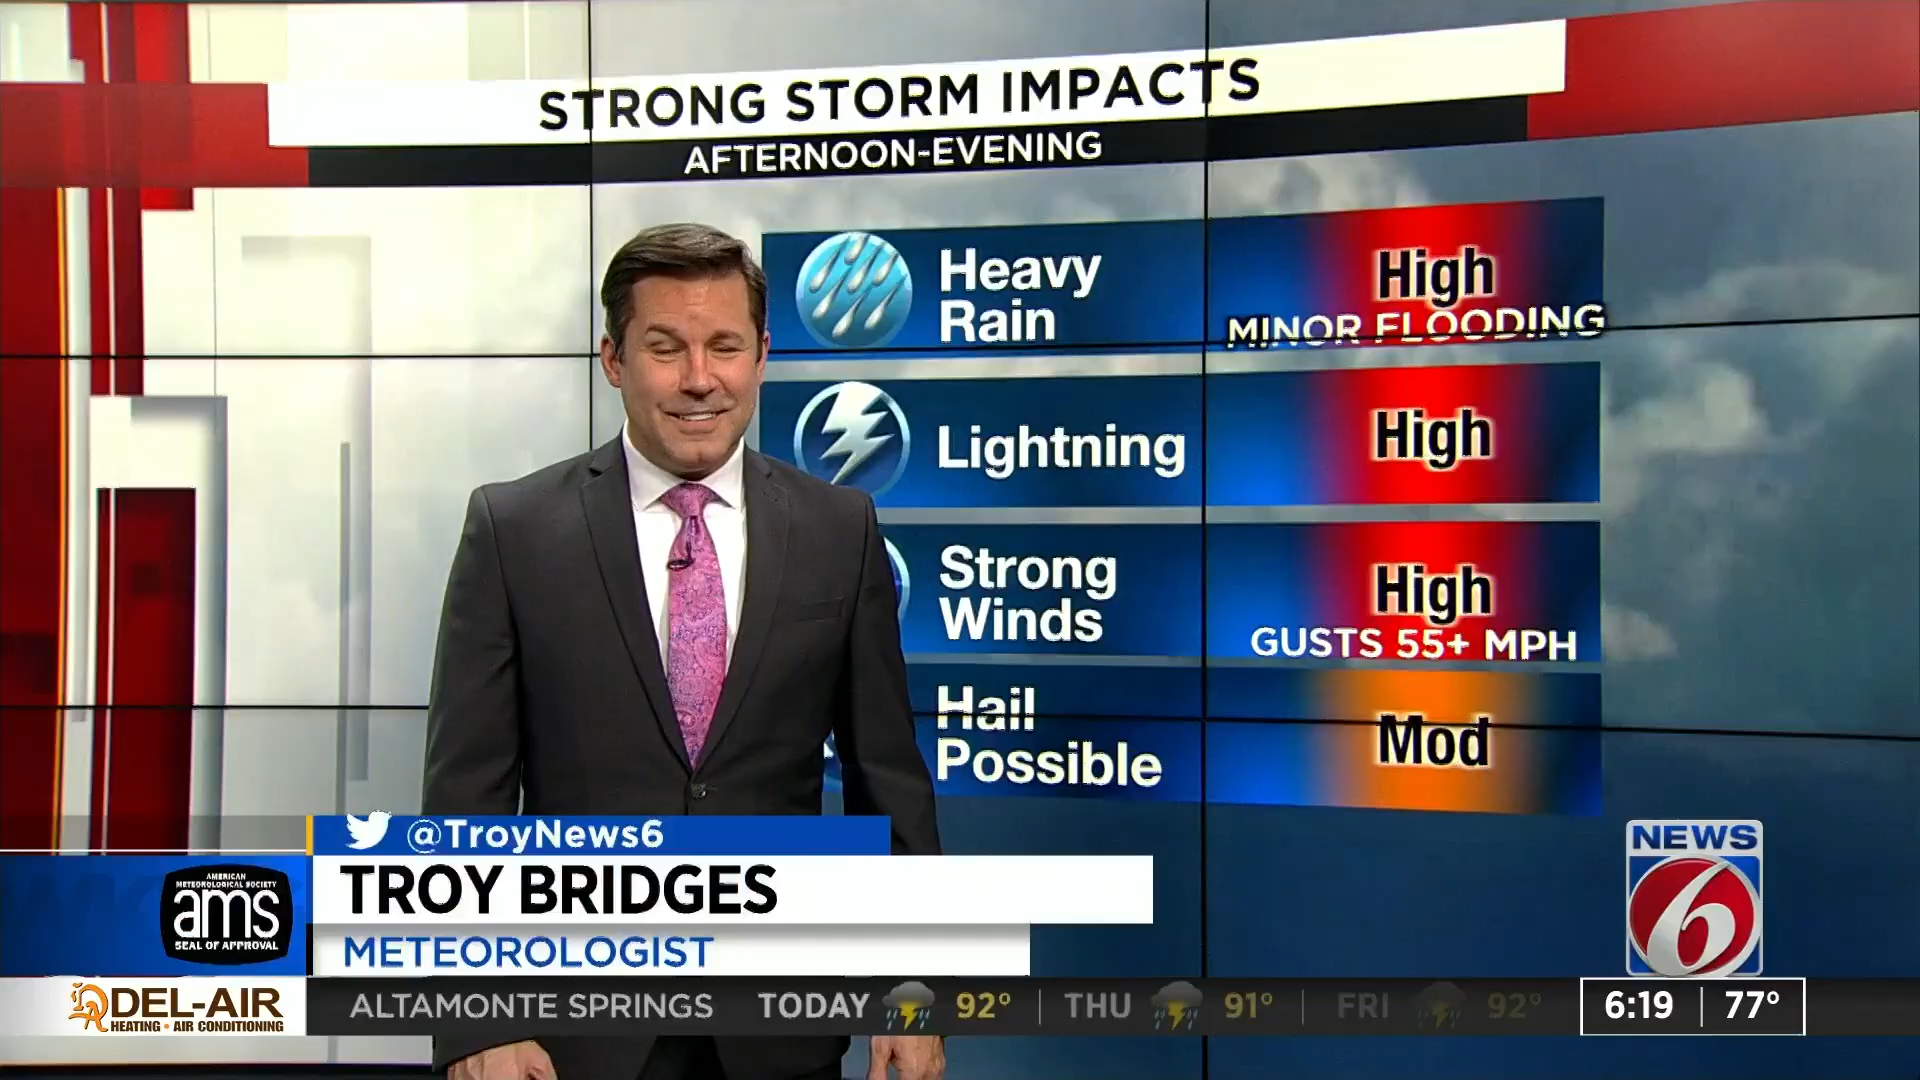 STRONG STORM IMPACTS
AFTERNOON-EVENING
Heavy
Rain
High
MINOR FLOODING
Lightning
High
Strong
Winds
High
GUSTS 55+ MPH
Hail
Possible
Mod
@TroyNews6
TROY BRIDGES
METEOROLOGIST
AMERICAN
METEOROLOGICAL SOCIETY
ams
SEAL OF APPROVAL
NEWS
6
DEL-AIR
HEATING • AIR CONDITIONING
ALTAMONTE SPRINGS TODAY 92° THU 91° FRI 92°
6:19 77°